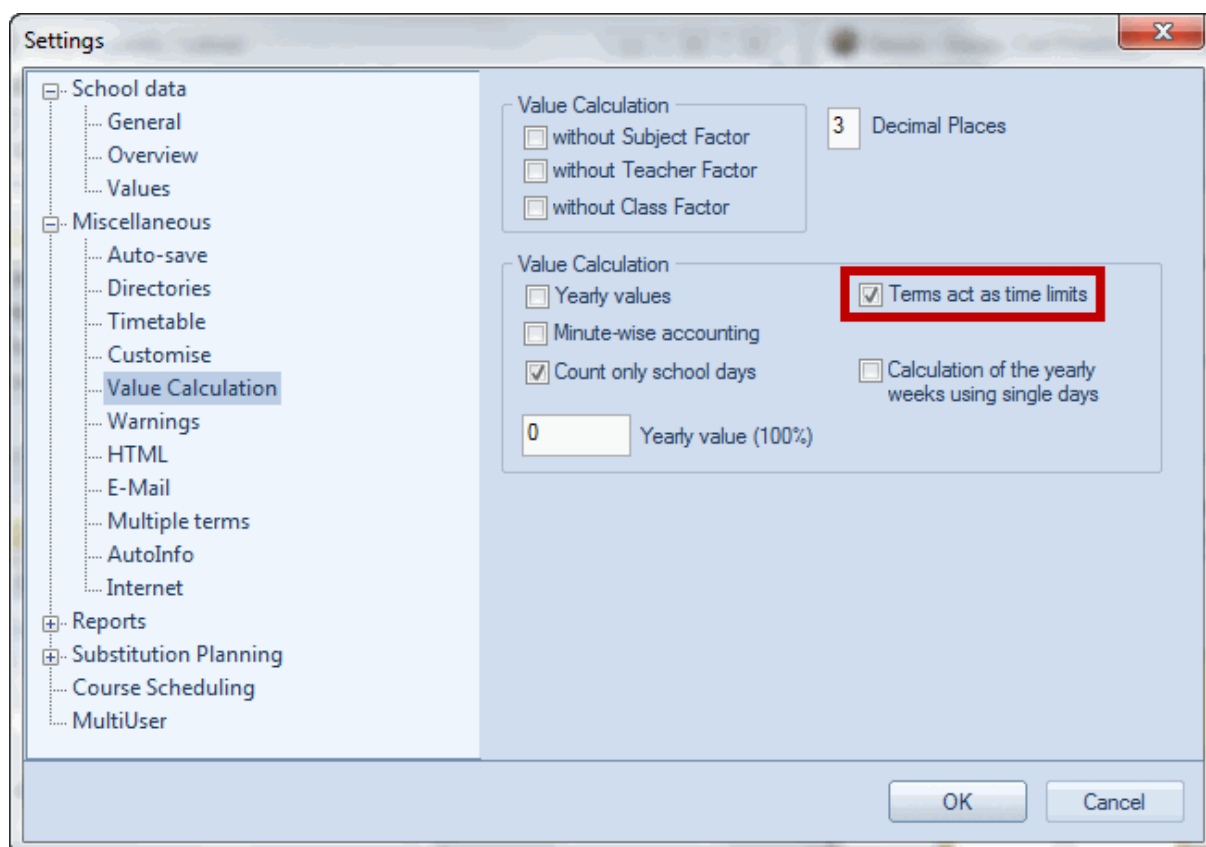 Settings
School data
General
Overview
Values
Miscellaneous
Auto-save
Directories
Timetable
Customise
Value Calculation
Warnings
HTML
E-Mail
Multiple terms
AutoInfo
Internet
Reports
Substitution Planning
Course Scheduling
MultiUser
Value Calculation
without Subject Factor
without Teacher Factor
without Class Factor
3 Decimal Places
Value Calculation
Yearly values
Terms act as time limits
Minute-wise accounting
Count only school days
Calculation of the yearly
weeks using single days
0 Yearly value (100%)
OK
Cancel